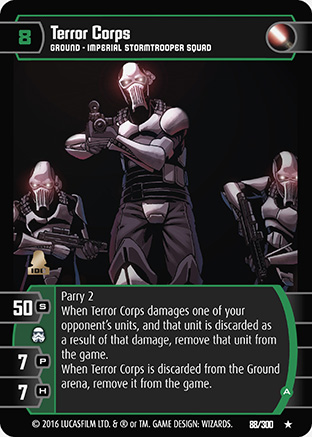 8
Terror Corps
GROUND - IMPERIAL STORMTROOPER SQUAD
IDI
50 S
7 P
7 H
Parry 2
When Terror Corps damages one of your
opponent's units, and that unit is discarded as
a result of that damage, remove that unit from
the game.
When Terror Corps is discarded from the Ground
arena, remove it from the game.
A
© 2016 LUCASFILM LTD. & ® or TM. GAME DESIGN: WIZARDS. 88/300 ★